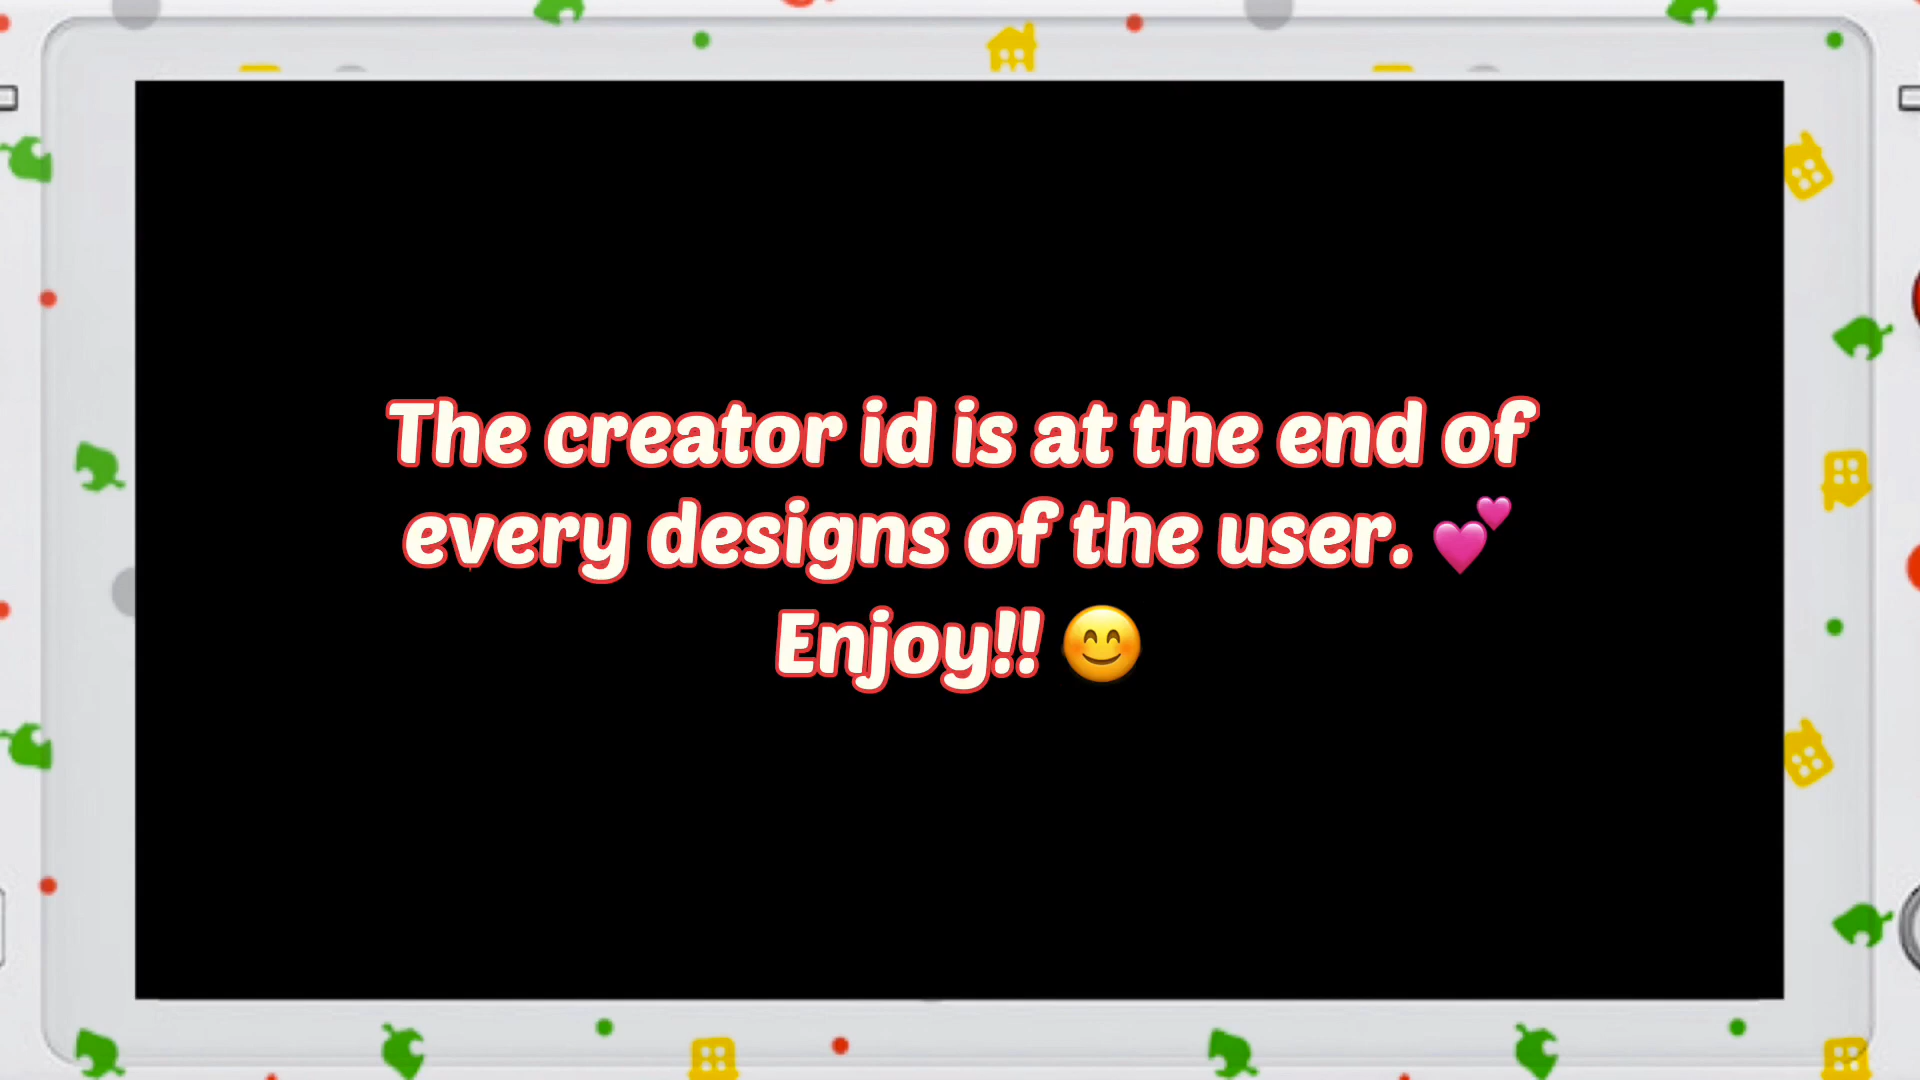 The creator id is at the end of
every designs of the user. 💕
Enjoy!! 😊